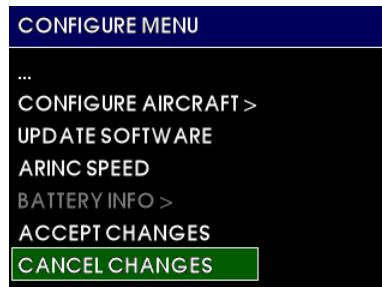 CONFIGURE MENU
...
CONFIGURE AIRCRAFT >
UPDATE SOFTWARE
ARINC SPEED
BATTERY INFO >
ACCEPT CHANGES
CANCEL CHANGES